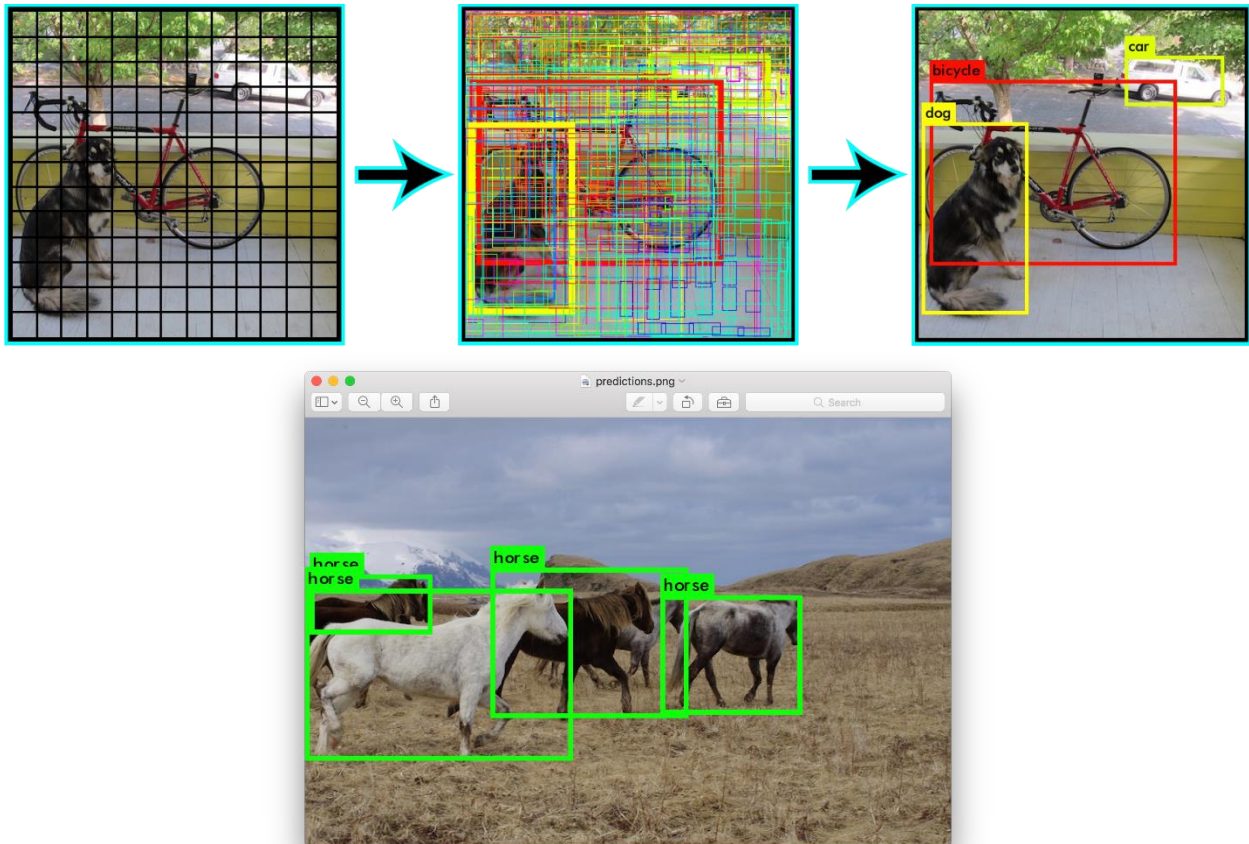 car
bicycle
dog
predictions.png
Search
horse
horse
horse
horse